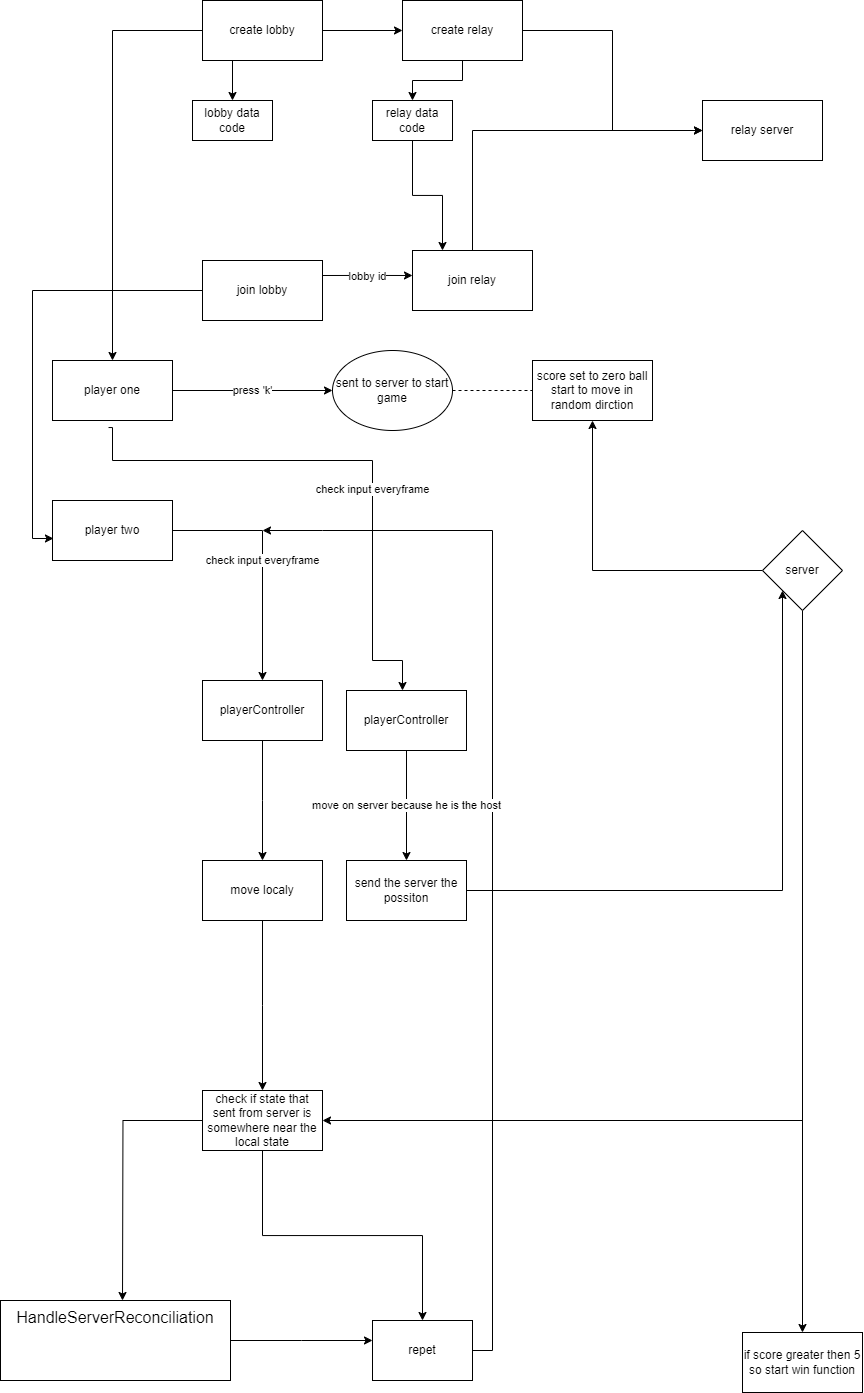 create lobby
create relay
lobby data
code
relay data
code
relay server
join lobby
lobby id
join relay
player one
press 'k'
sent to server to start
game
score set to zero ball
start to move in
random dirction
check input everyframe
player two
check input everyframe
server
playerController
playerController
move on server because he is the host
move localy
send the server the
possiton
check if state that
sent from server is
somewhere near the
local state
HandleServerReconciliation
repet
if score greater then 5
so start win function